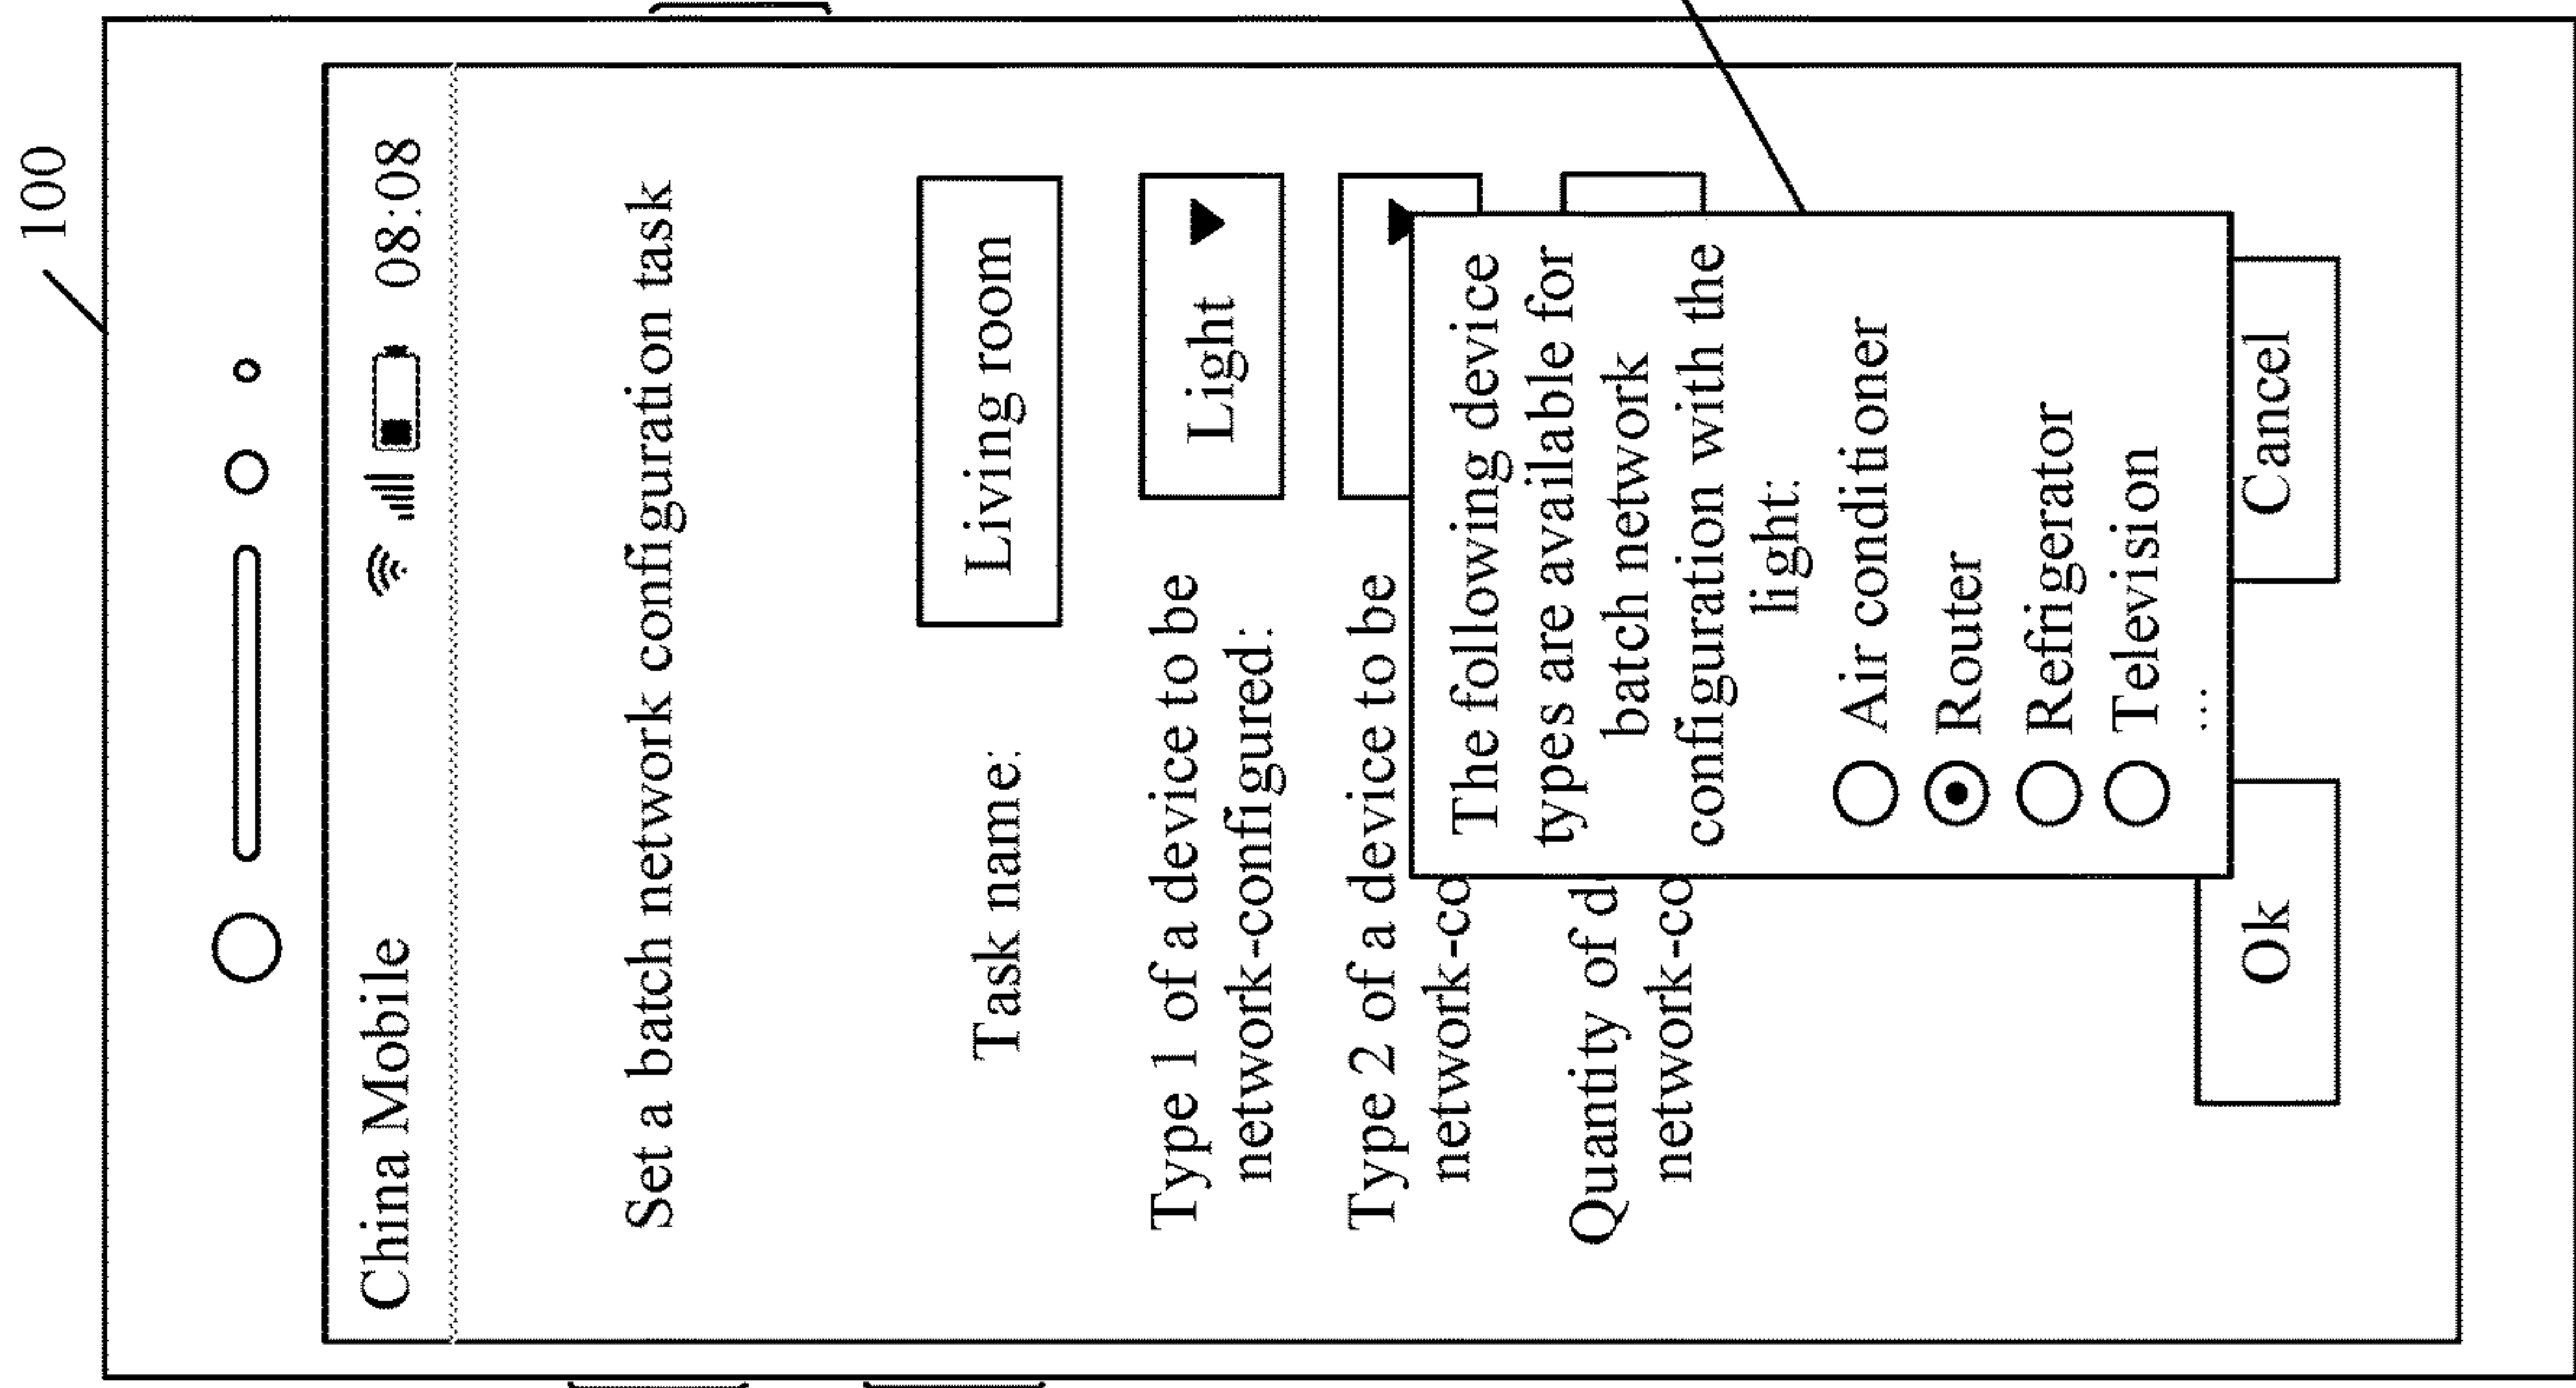 100
China Mobile 08:08
Set a batch network configuration task
Task name: Living room
Type 1 of a device to be
network-configured:
Light
Type 2 of a device to be
network-co
Quantity of d
network-co
The following device
types are available for
batch network
configuration with the
light:
Air conditioner
Router
Refrigerator
Television
...
Ok Cancel